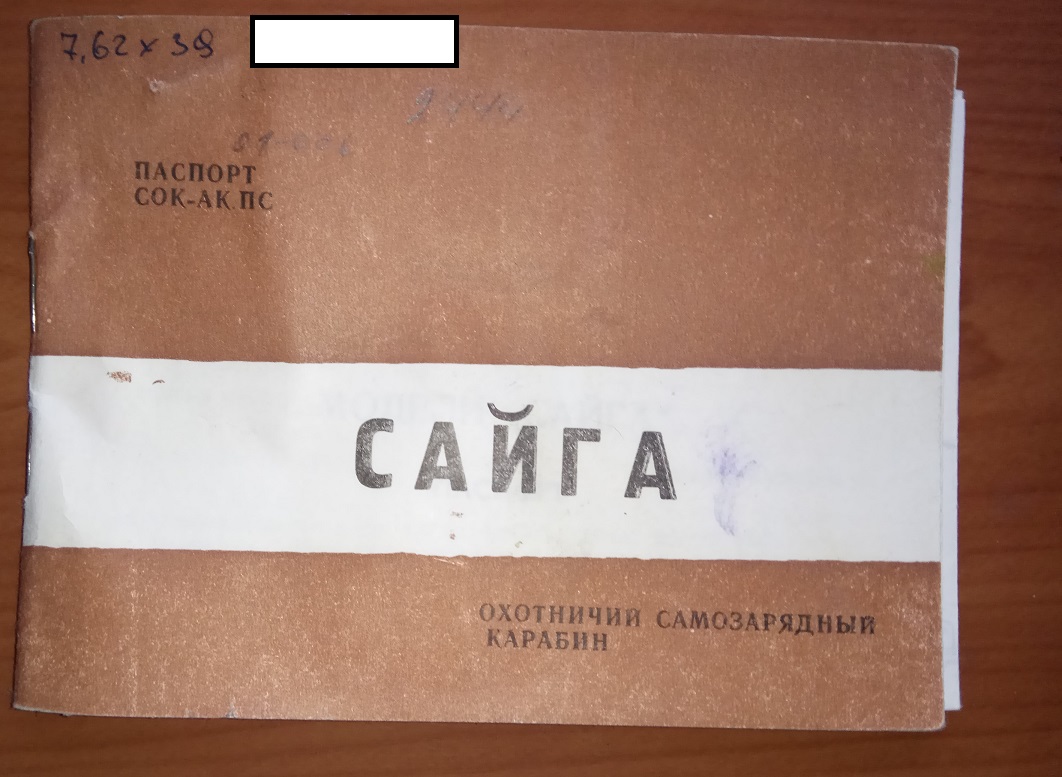 7,62 х 39
ПАСПОРТ
СОК-АК ПС
САЙГА
ОХОТНИЧИЙ САМОЗАРЯДНЫЙ
КАРАБИН